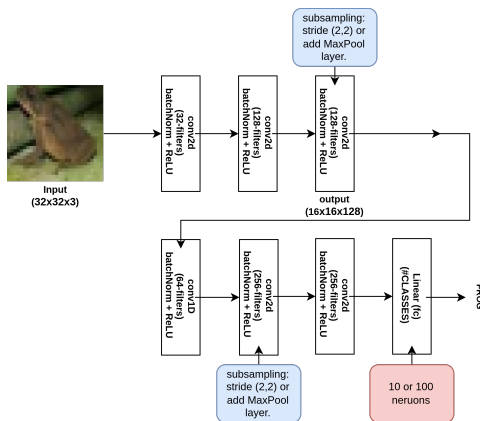 subsampling:
stride (2,2) or
add MaxPool
layer.
conv2d
(32-filters)
batchNorm + ReLU
conv2d
(128-filters)
batchNorm + ReLU
conv2d
(128-filters)
batchNorm + ReLU
Input
(32x32x3)
output
(16x16x128)
conv1D
(64-filters)
batchNorm + ReLU
conv2d
(256-filters)
batchNorm + ReLU
conv2d
(256-filters)
batchNorm + ReLU
Linear (fc)
(#CLASSES)
subsampling:
stride (2,2) or
add MaxPool
layer.
10 or 100
neruons